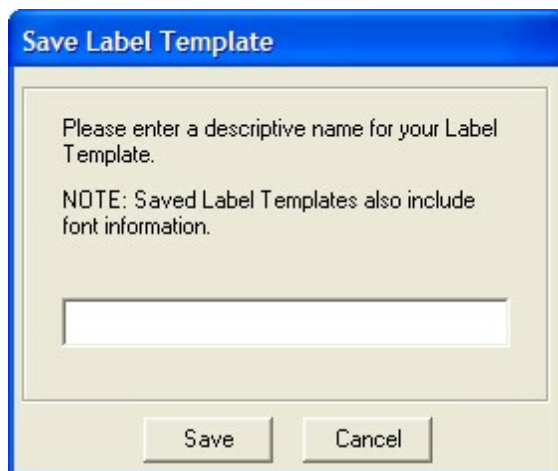 Save Label Template
Please enter a descriptive name for your Label
Template.
NOTE: Saved Label Templates also include
font information.
Save
Cancel